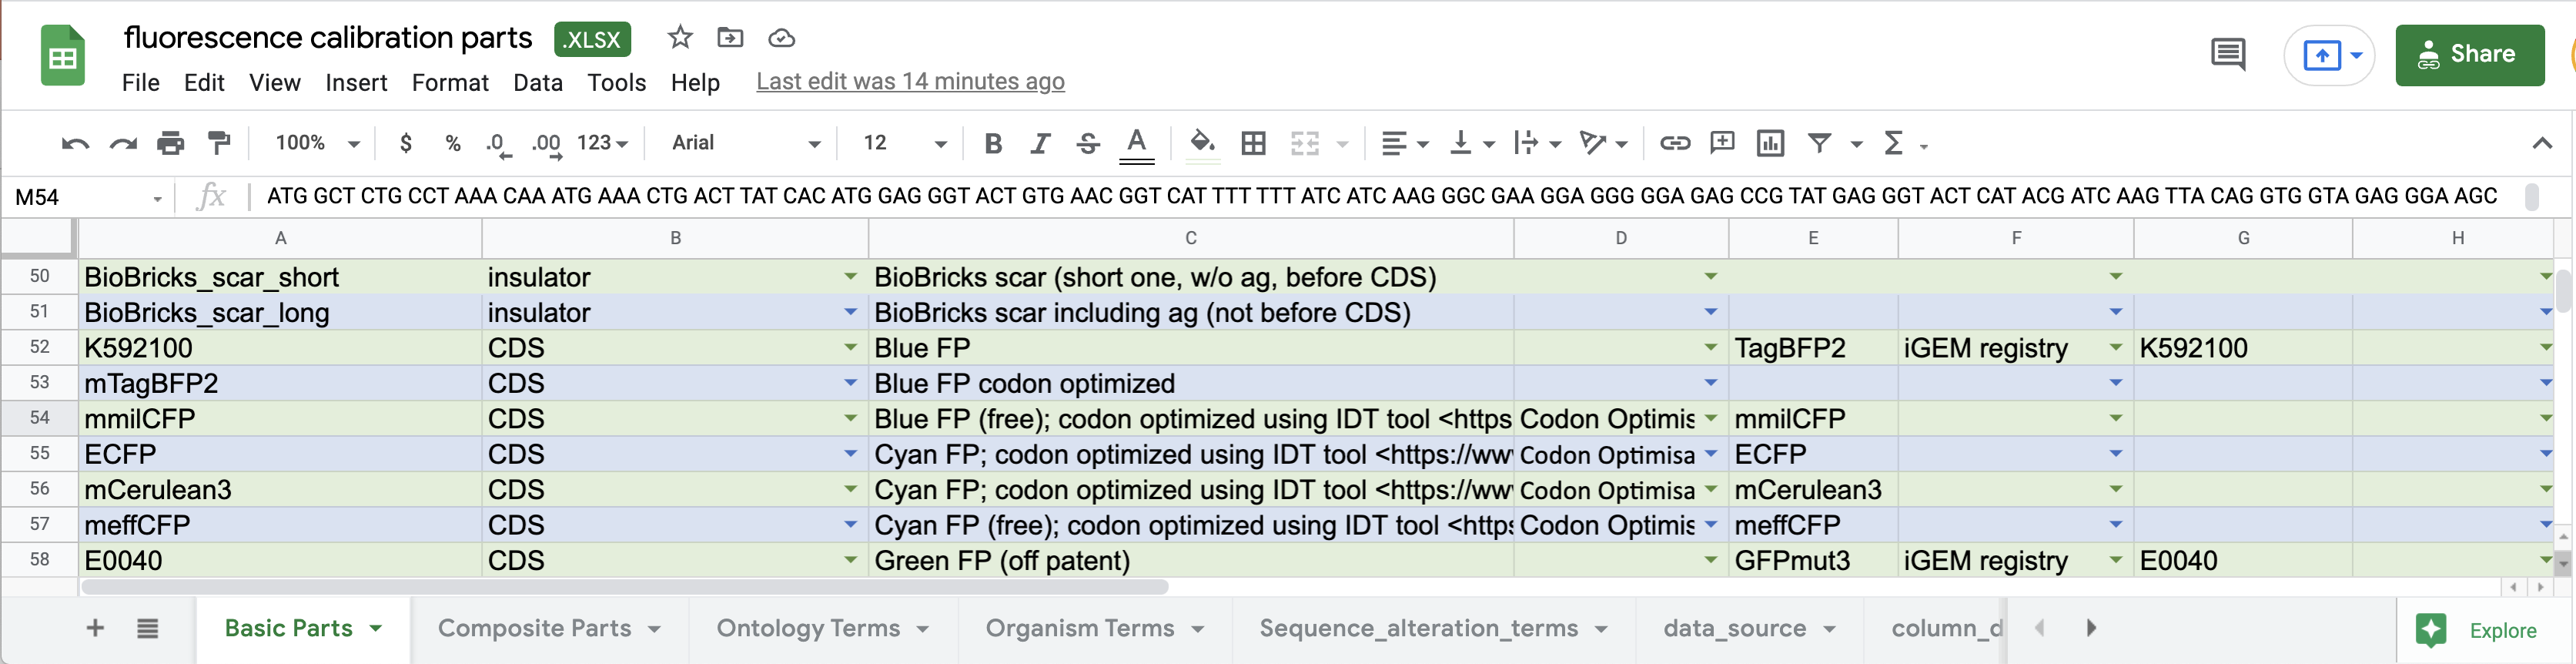 fluorescence calibration parts .XLSX
File Edit View Insert Format Data Tools Help Last edit was 14 minutes ago
Share
100% $ % .0 .00 123 Arial 12 B I S A Σ
M54 fx ATG GCT CTG CCT AAA CAA ATG AAA CTG ACT TAT CAC ATG GAG GGT ACT GTG AAC GGT CAT TTT TTT ATC ATC AAG GGC GAA GGA GGG GGA GAG CCG TAT GAG GGT ACT CAT ACG ATC AAG TTA CAG GTG GTA GAG GGA AGC
A B C D E F G H
50 BioBricks_scar_short insulator BioBricks scar (short one, w/o ag, before CDS)
51 BioBricks_scar_long insulator BioBricks scar including ag (not before CDS)
52 K592100 CDS Blue FP TagBFP2 iGEM registry K592100
53 mTagBFP2 CDS Blue FP codon optimized
54 mmilCFP CDS Blue FP (free); codon optimized using IDT tool <https Codon Optimis mmilCFP
55 ECFP CDS Cyan FP; codon optimized using IDT tool <https://ww Codon Optimisa ECFP
56 mCerulean3 CDS Cyan FP; codon optimized using IDT tool <https://ww Codon Optimisa mCerulean3
57 meffCFP CDS Cyan FP (free); codon optimized using IDT tool <https Codon Optimis meffCFP
58 E0040 CDS Green FP (off patent) GFPmut3 iGEM registry E0040
+ Basic Parts Composite Parts Ontology Terms Organism Terms Sequence_alteration_terms data_source column_d Explore